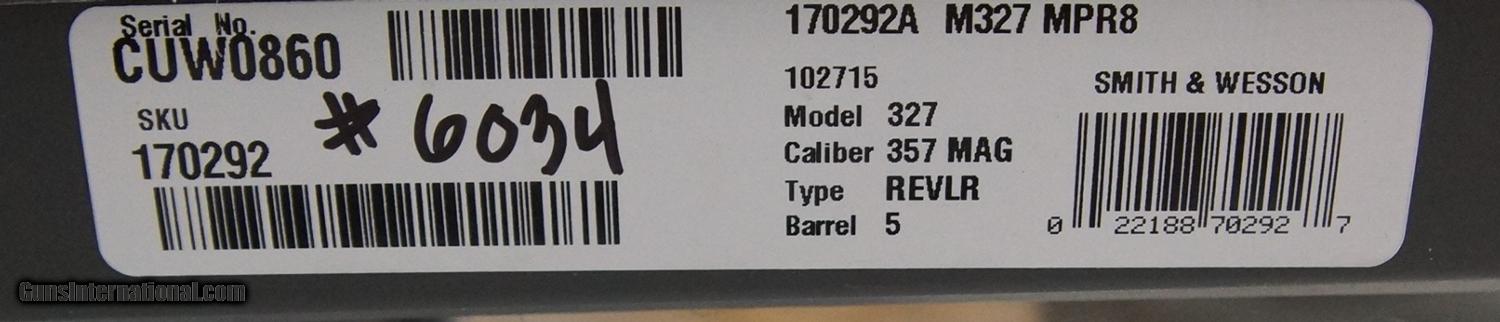 Serial No.
CUW0860
SKU
170292
# 6034
170292A M327 MPR8
102715
Model 327
Caliber 357 MAG
Type REVLR
Barrel 5
SMITH & WESSON
0 22188 70292 7
GunsInternational.com